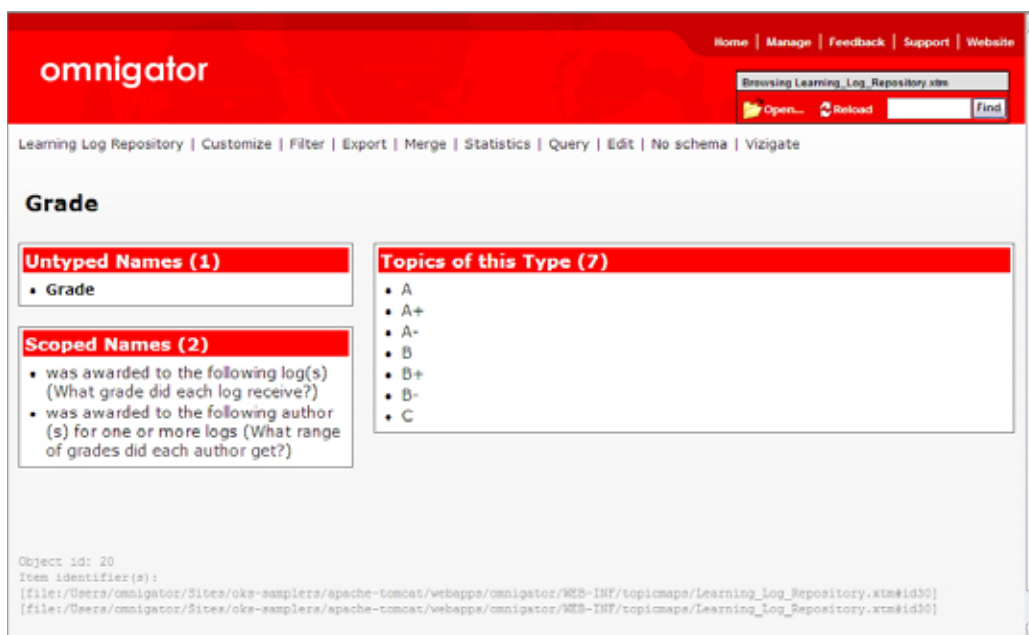 Home | Manage | Feedback | Support | Website
omnigator
Browsing Learning_Log_Repository.xtm
Open... Reload Find
Learning Log Repository | Customize | Filter | Export | Merge | Statistics | Query | Edit | No schema | Vizigate
Grade
Untyped Names (1)
• Grade
Scoped Names (2)
• was awarded to the following log(s)
(What grade did each log receive?)
• was awarded to the following author
(s) for one or more logs (What range
of grades did each author get?)
Topics of this Type (7)
• A
• A+
• A-
• B
• B+
• B-
• C
Object id: 20
Item identifier(s):
[file:/Users/omnigator/Sites/oks-samplers/apache-tomcat/webapps/omnigator/WEB-INF/topicmaps/Learning_Log_Repository.xtm#id30]
[file:/Users/omnigator/Sites/oks-samplers/apache-tomcat/webapps/omnigator/WEB-INF/topicmaps/Learning_Log_Repository.xtm#id30]